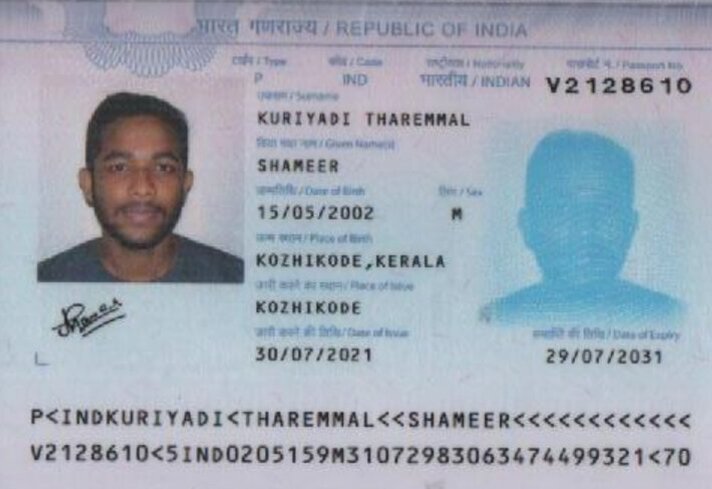 भारत गणराज्य / REPUBLIC OF INDIA
टाईप / Type कोड / Code राष्ट्रीयता / Nationality पासपोर्ट न. / Passport No.
P IND भारतीय / INDIAN V2128610
उपनाम / Surname
KURIYADI THAREMMAL
दिया गया नाम / Given Name(s)
SHAMEER
जन्मतिथि / Date of Birth लिंग / Sex
15/05/2002 M
जन्म स्थान / Place of Birth
KOZHIKODE,KERALA
जारी करने का स्थान / Place of Issue
KOZHIKODE
जारी करने की तिथि / Date of Issue समाप्ति की तिथि / Date of Expiry
30/07/2021 29/07/2031
P<INDKURIYADI<THAREMMAL<<SHAMEER<<<<<<<<<<<<
V2128610<5IND0205159M31072983063474499321<70